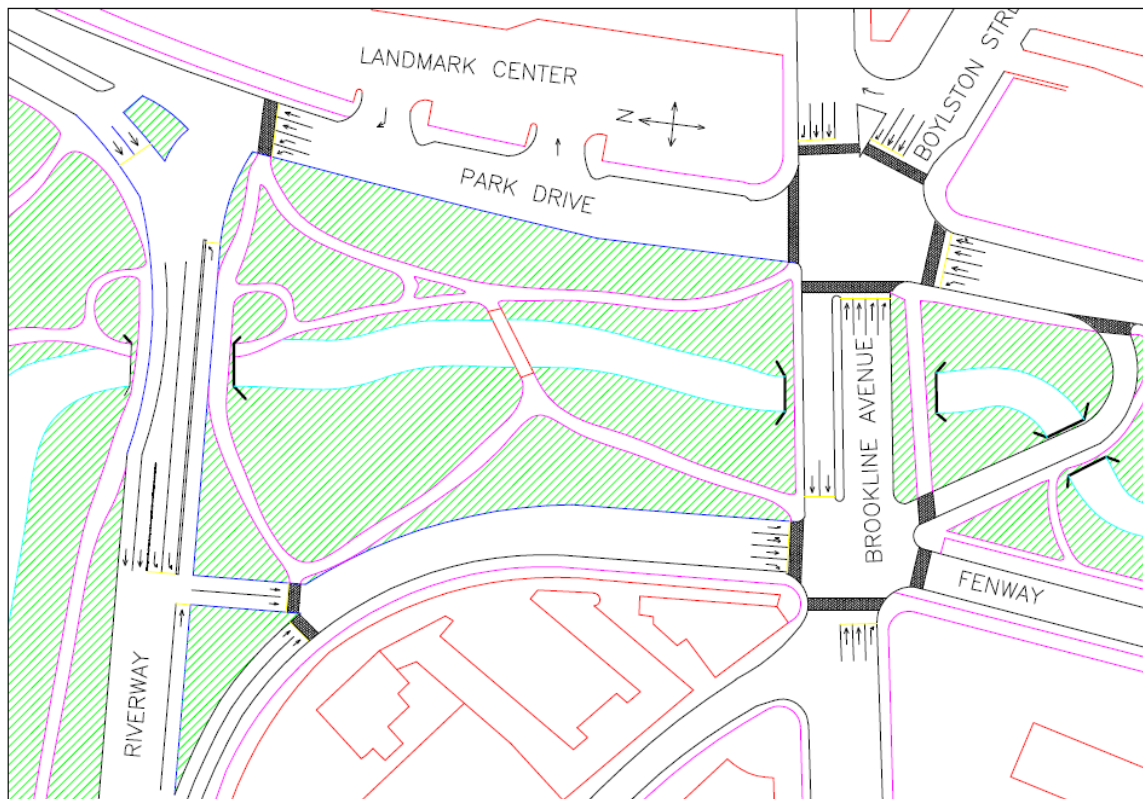 LANDMARK CENTER
BOYLSTON STRE
N
PARK DRIVE
BROOKLINE AVENUE
FENWAY
RIVERWAY